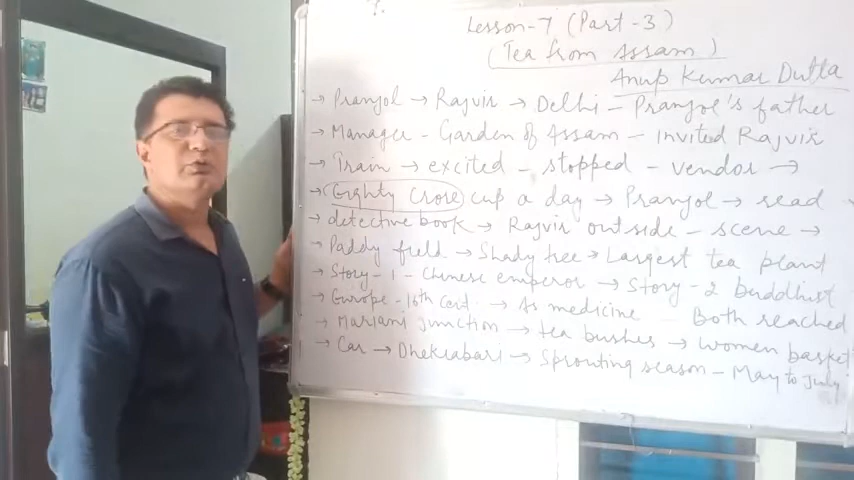 Lesson-7 (Part-3)
(Tea from Assam)
Anup Kumar Dutta
→ Pranjol → Rajvir → Delhi - Pranjol's father
→ Manager - Garden of Assam - invited Rajvir
→ Train → excited - stopped - vendor →
→ Eighty Crore cup a day → Pranjol → read
→ detective book → Rajvir outside - scene →
→ Paddy field → Shady tree → Largest tea plant
→ Story-1 - Chinese emperor → Story-2 buddhist
→ Europe - 16th Cent. → As medicine - Both reached
→ Mariani junction → tea bushes → women basket
→ Car → Dhekiabari → Sprouting season - May to July